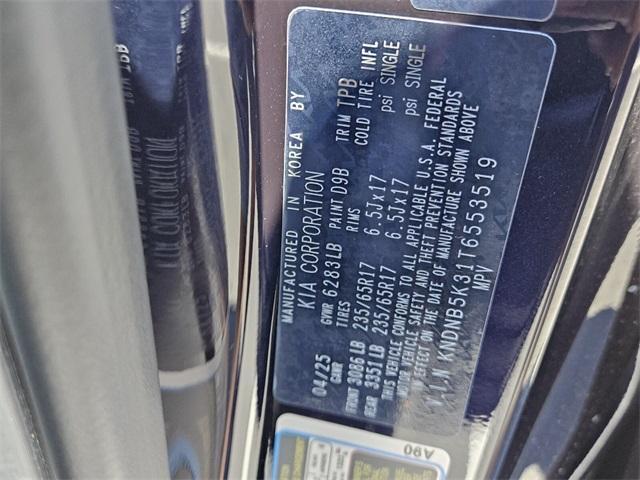 MANUFACTURED IN KOREA BY
KIA CORPORATION
04/25 GVWR 6283LB PAINT D9B TRIM TPB
GAWR TIRES RIMS COLD TIRE INFL
FRONT 3086 LB 235/65R17 6.5Jx17 psi SINGLE
REAR 3351 LB 235/65R17 6.5Jx17 psi SINGLE
THIS VEHICLE CONFORMS TO ALL APPLICABLE U.S.A. FEDERAL
MOTOR VEHICLE SAFETY AND THEFT PREVENTION STANDARDS
IN EFFECT ON THE DATE OF MANUFACTURE SHOWN ABOVE
V.I.N KNDNB5K31T6553519
MPV
A90